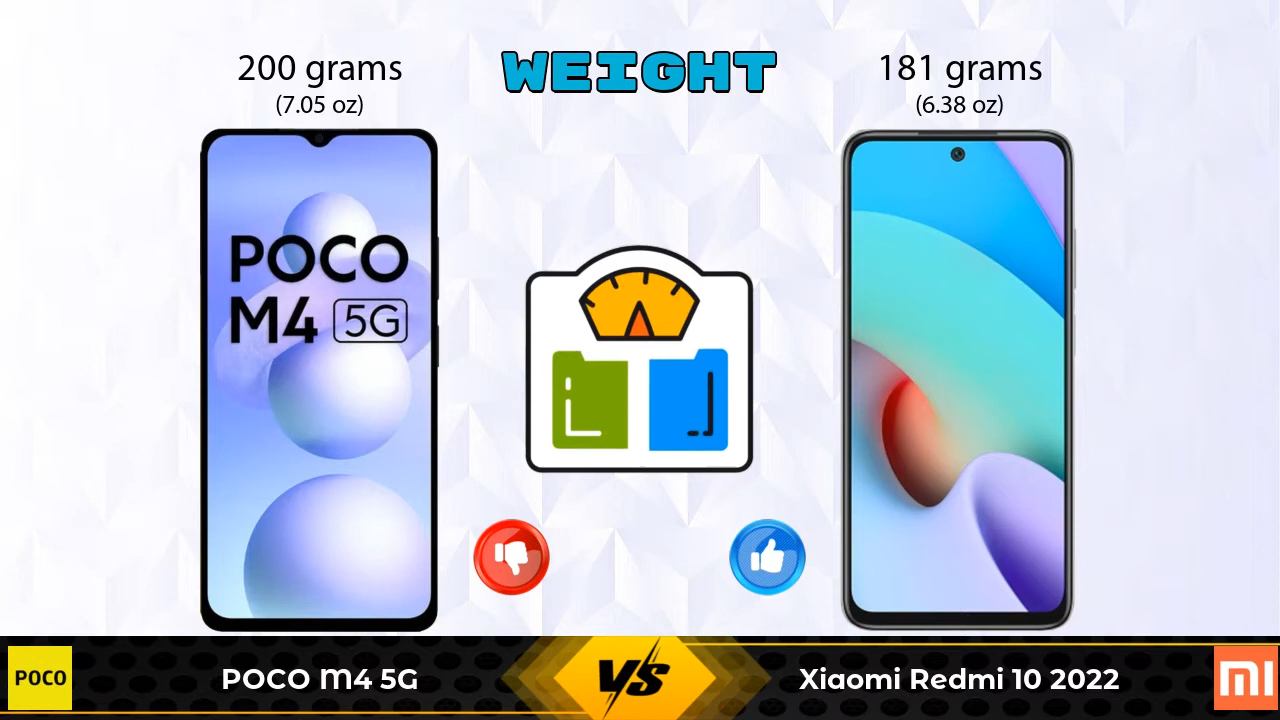 WEIGHT
200 grams
(7.05 oz)
181 grams
(6.38 oz)
POCO
M4 5G
POCO
POCO M4 5G
VS
Xiaomi Redmi 10 2022
MI